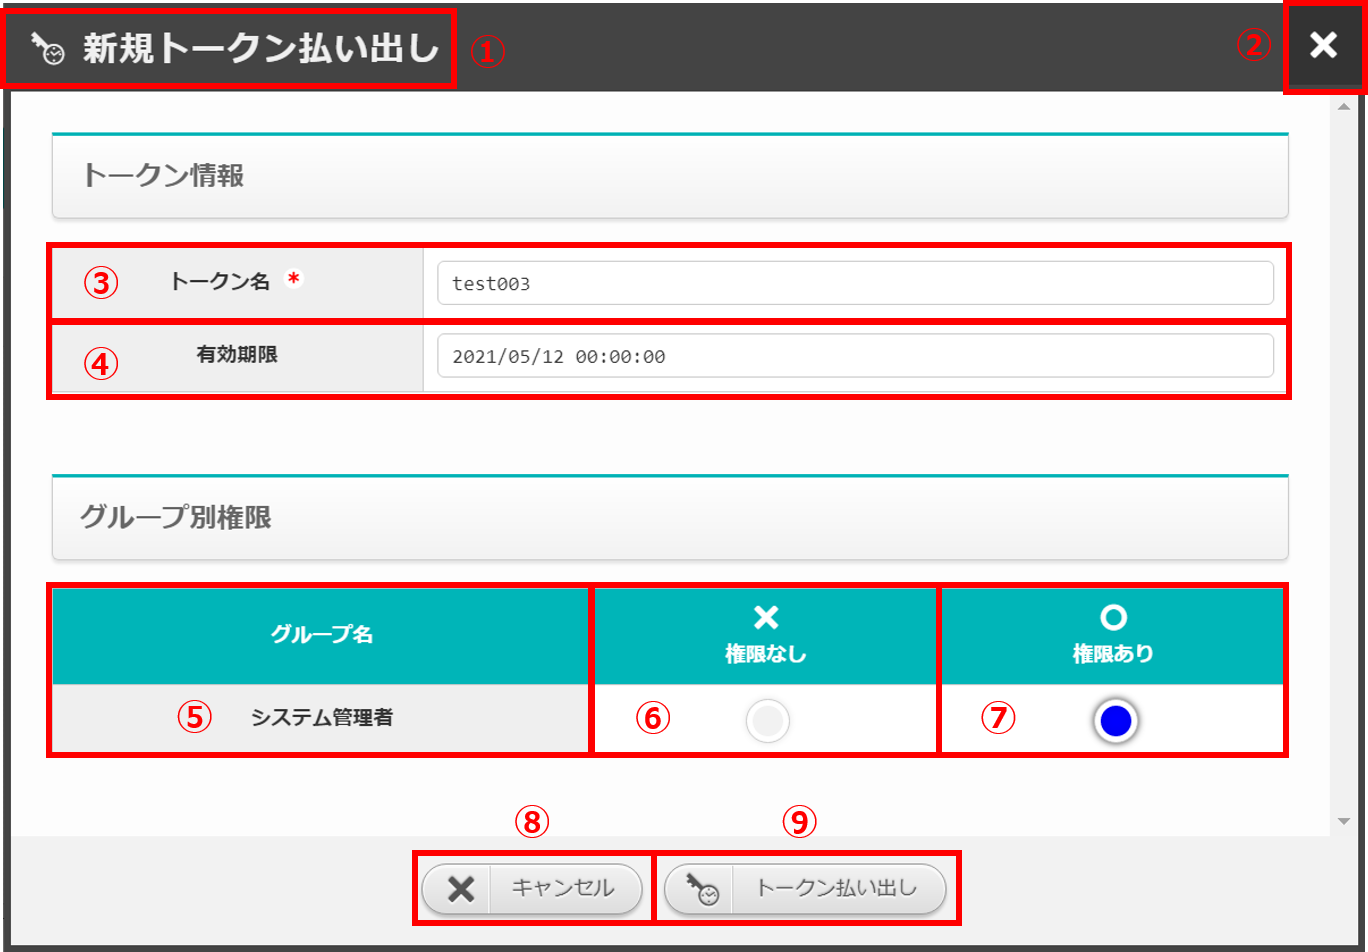 新規トークン払い出し ①
②
トークン情報
③ トークン名 * test003
④ 有効期限 2021/05/12 00:00:00
グループ別権限
グループ名
権限なし
権限あり
⑤ システム管理者 ⑥ ⑦
⑧ ⑨
キャンセル トークン払い出し